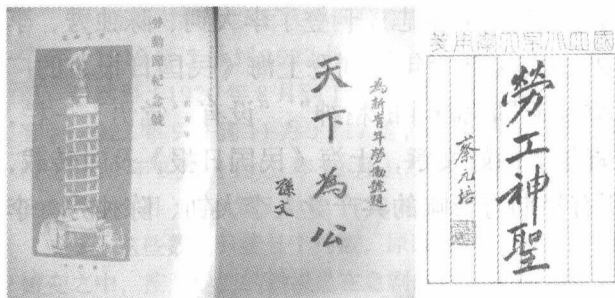 勞動節紀念號
為新青年勞動號題
天下為公
孫文
勞工神聖
蔡元培